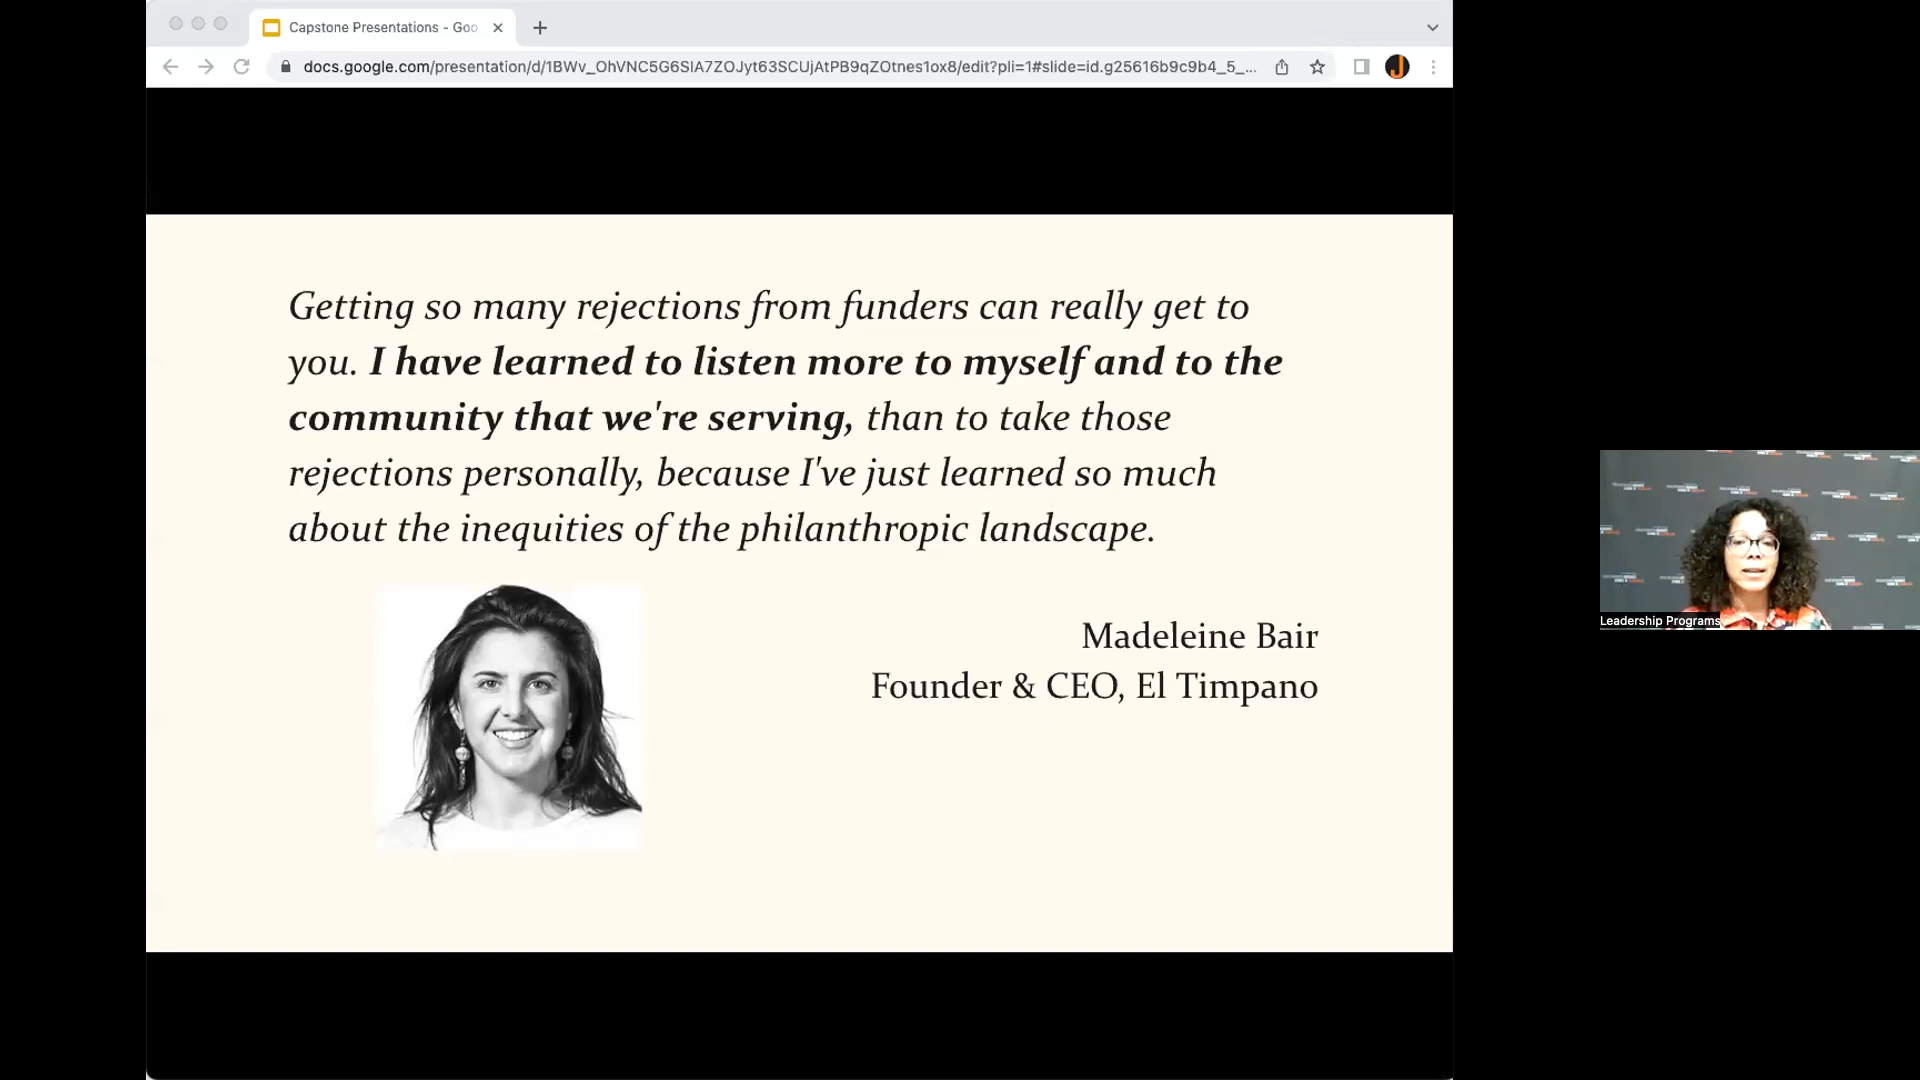 Capstone Presentations - Goo
docs.google.com/presentation/d/1BWv_OhVNC5G6SlA7ZOJyt63SCUjAtPB9qZOtnes1ox8/edit?pli=1#slide=id.g25616b9c9b4_5_...
Getting so many rejections from funders can really get to
you. I have learned to listen more to myself and to the
community that we're serving, than to take those
rejections personally, because I've just learned so much
about the inequities of the philanthropic landscape.
Madeleine Bair
Founder & CEO, El Timpano
Leadership Programs